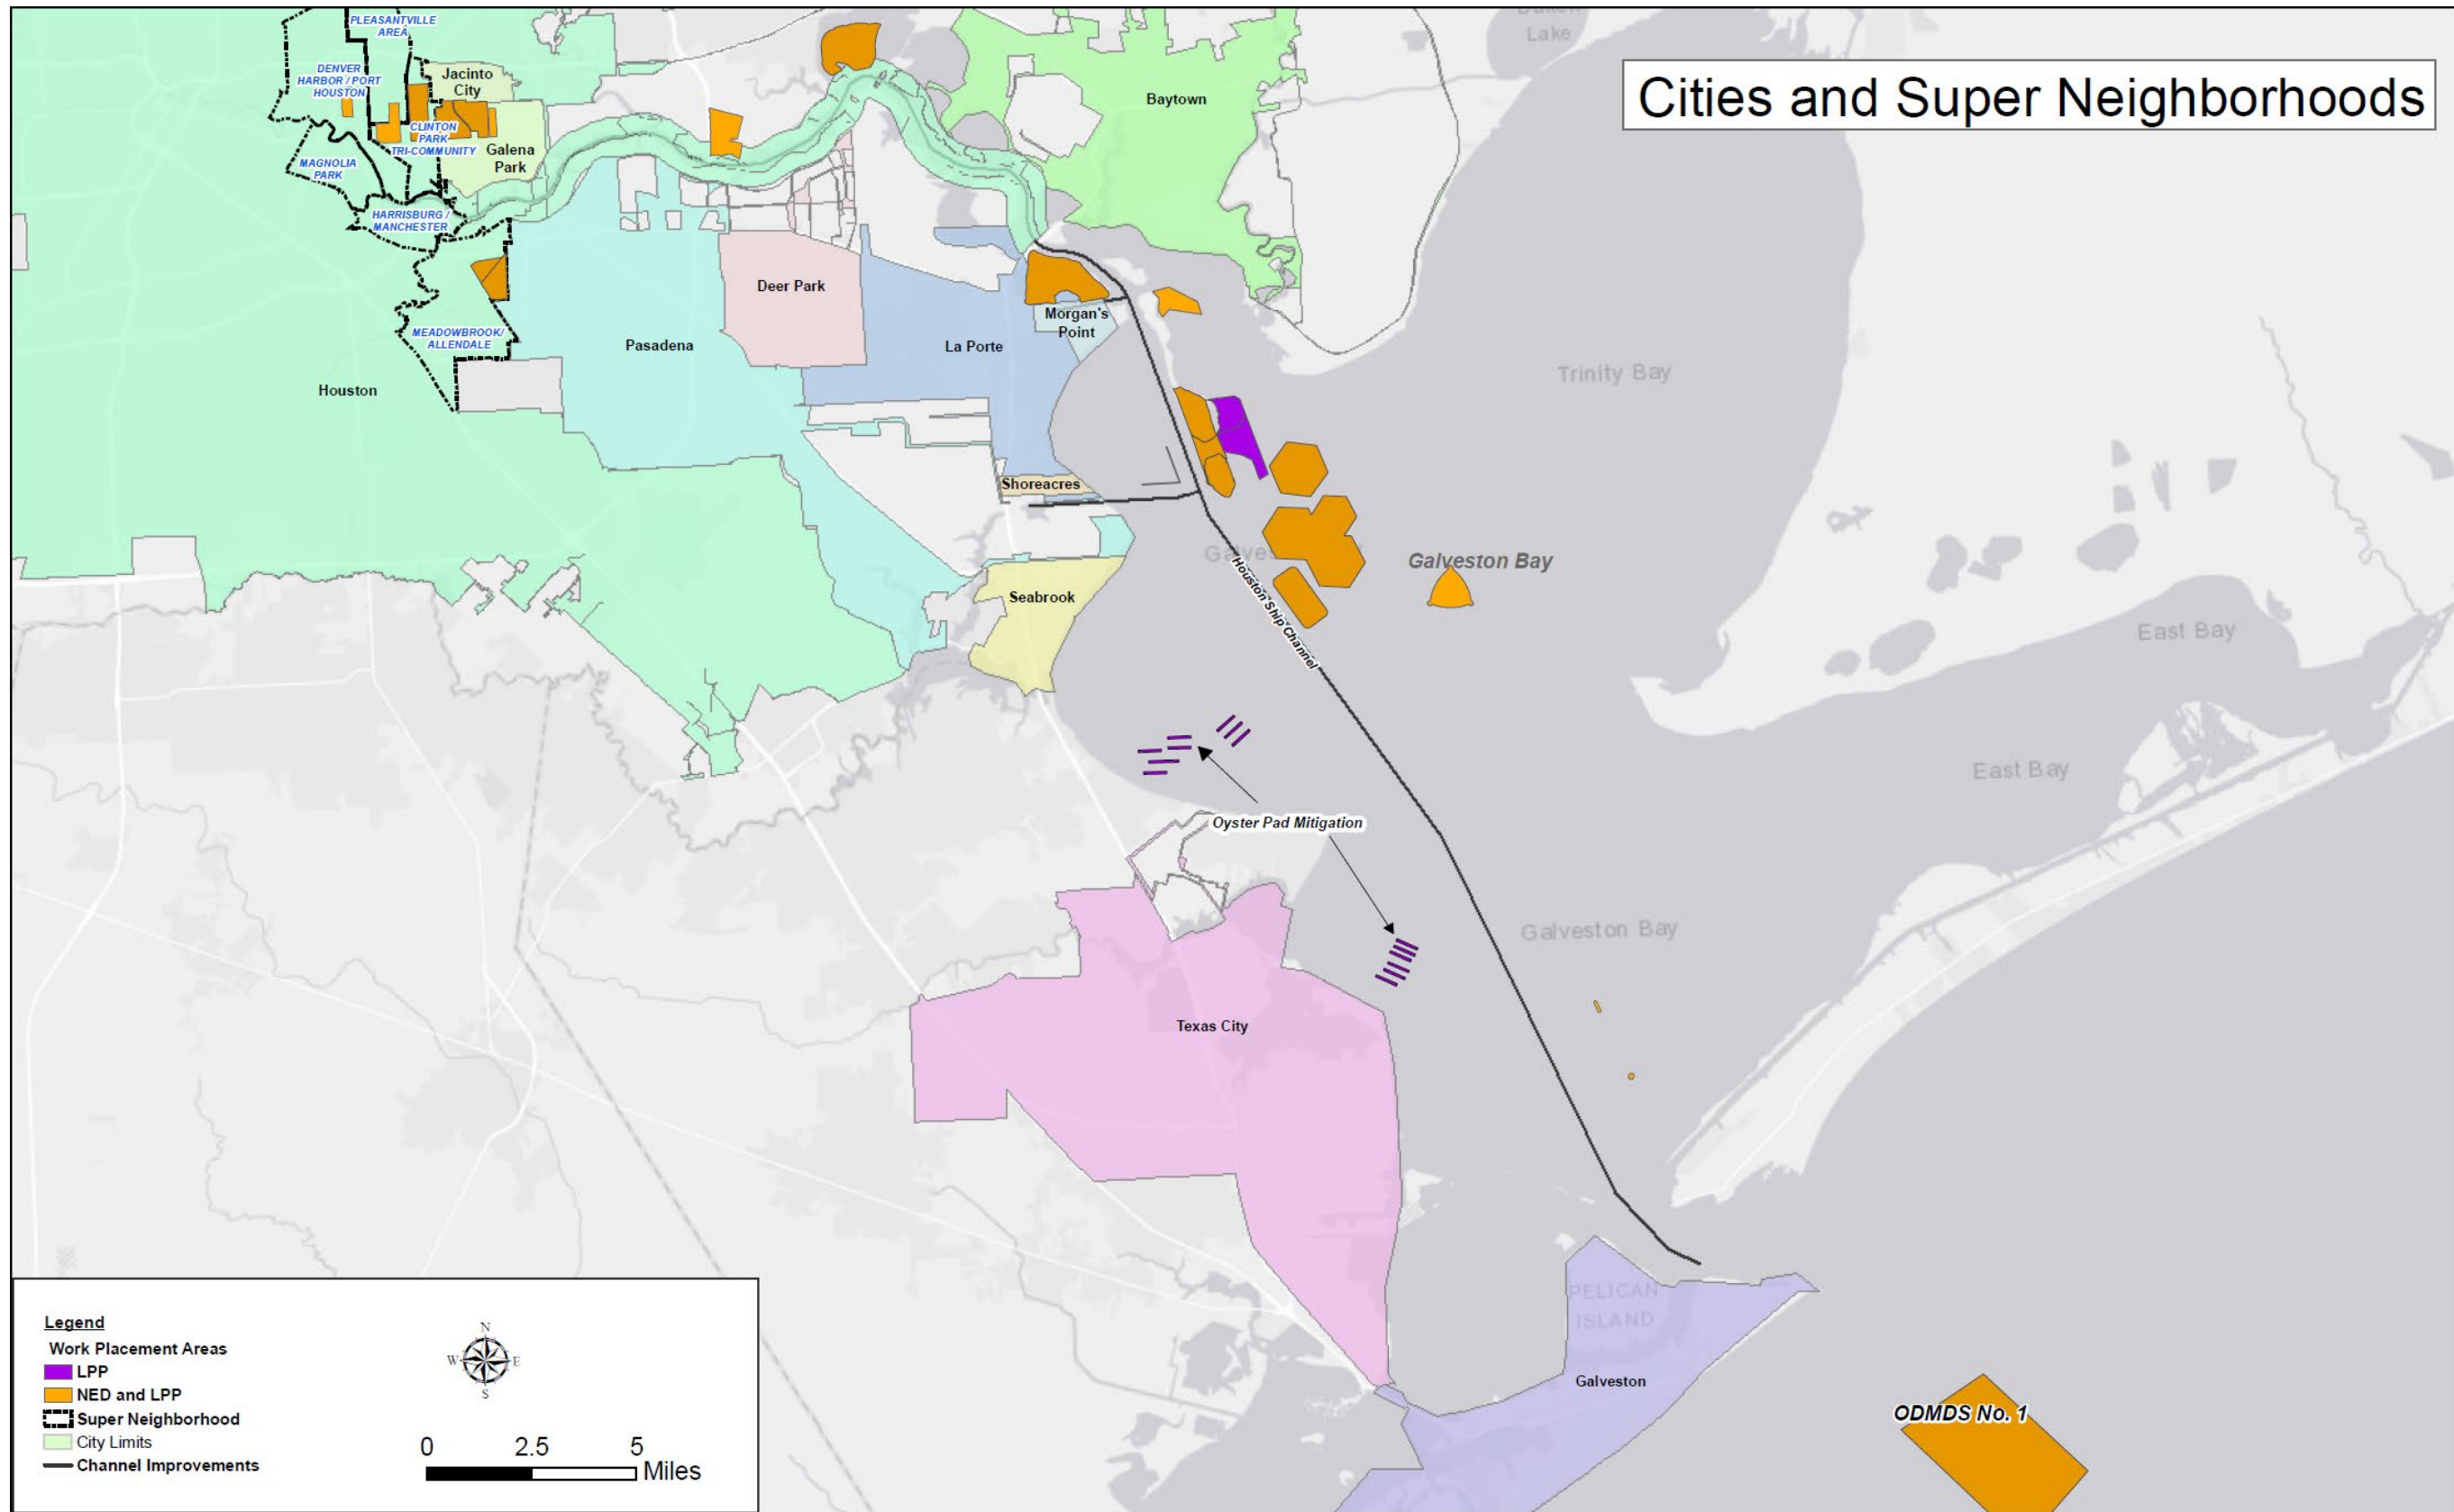 Cities and Super Neighborhoods
PLEASANTVILLE
AREA
DENVER
HARBOR / PORT
HOUSTON
Jacinto
City
CLINTON
PARK
TRI-COMMUNITY
Galena
Park
MAGNOLIA
PARK
HARRISBURG /
MANCHESTER
MEADOWBROOK/
ALLENDALE
Houston
Pasadena
Deer Park
La Porte
Morgan's
Point
Baytown
Lake
Trinity Bay
Shoreacres
Seabrook
Houston Ship Channel
Galveston Bay
East Bay
East Bay
Oyster Pad Mitigation
Galveston Bay
Texas City
PELICAN
ISLAND
Galveston
ODMDS No. 1
Legend
Work Placement Areas
LPP
NED and LPP
Super Neighborhood
City Limits
Channel Improvements
N
W E
S
0 2.5 5
Miles